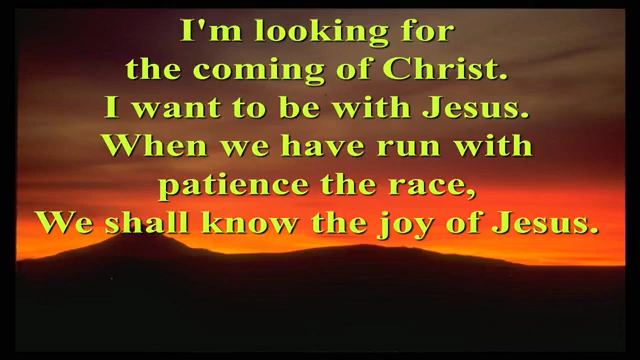 I'm looking for
the coming of Christ.
I want to be with Jesus.
When we have run with
patience the race,
We shall know the joy of Jesus.